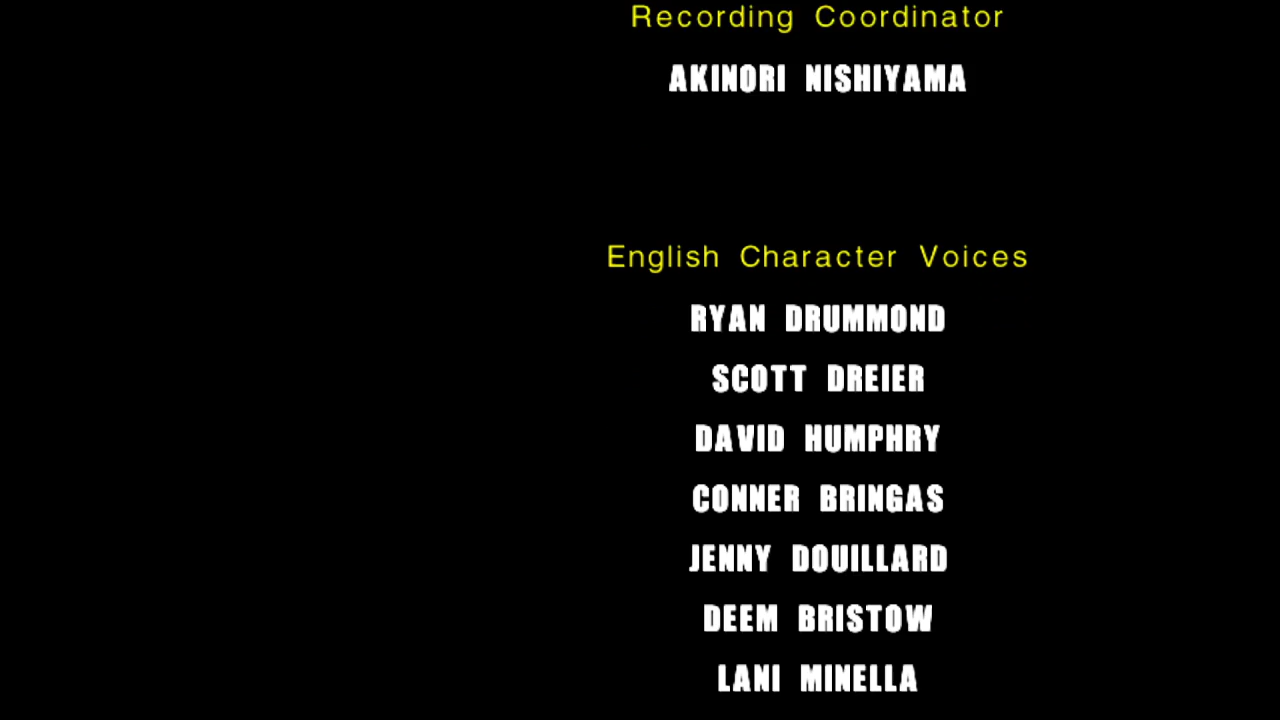 Recording Coordinator
AKINORI NISHIYAMA
English Character Voices
RYAN DRUMMOND
SCOTT DREIER
DAVID HUMPHRY
CONNER BRINGAS
JENNY DOUILLARD
DEEM BRISTOW
LANI MINELLA